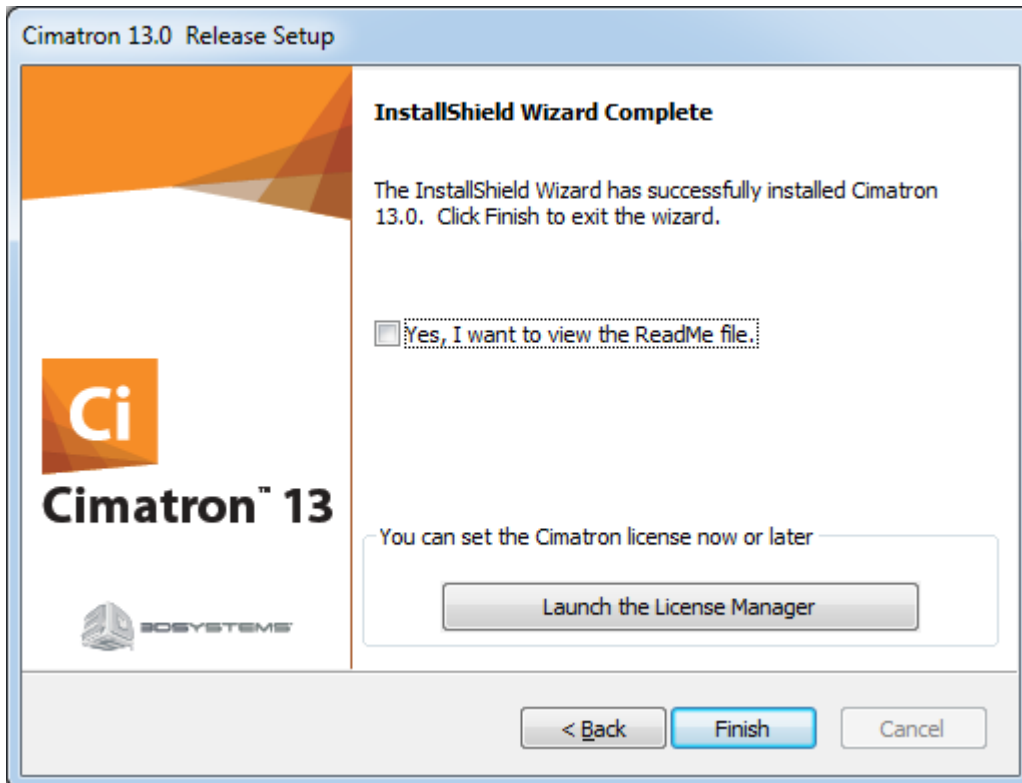 Cimatron 13.0 Release Setup
InstallShield Wizard Complete
The InstallShield Wizard has successfully installed Cimatron
13.0. Click Finish to exit the wizard.
Yes, I want to view the ReadMe file.
Ci
Cimatron™ 13
You can set the Cimatron license now or later
Launch the License Manager
3DSYSTEMS
< Back
Finish
Cancel